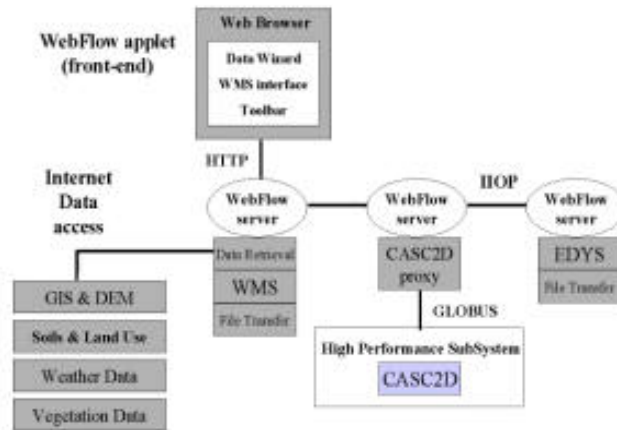 Web Browser
WebFlow applet
(front-end)
Data Wizard
WMS interface
Toolbar
HTTP
Internet
Data
access
WebFlow
server
WebFlow
server
IIOP
WebFlow
server
Data Retrieval
WMS
File Transfer
CASC2D
proxy
EDYS
File Transfer
GLOBUS
GIS & DEM
Soils & Land Use
Weather Data
Vegetation Data
High Performance SubSystem
CASC2D